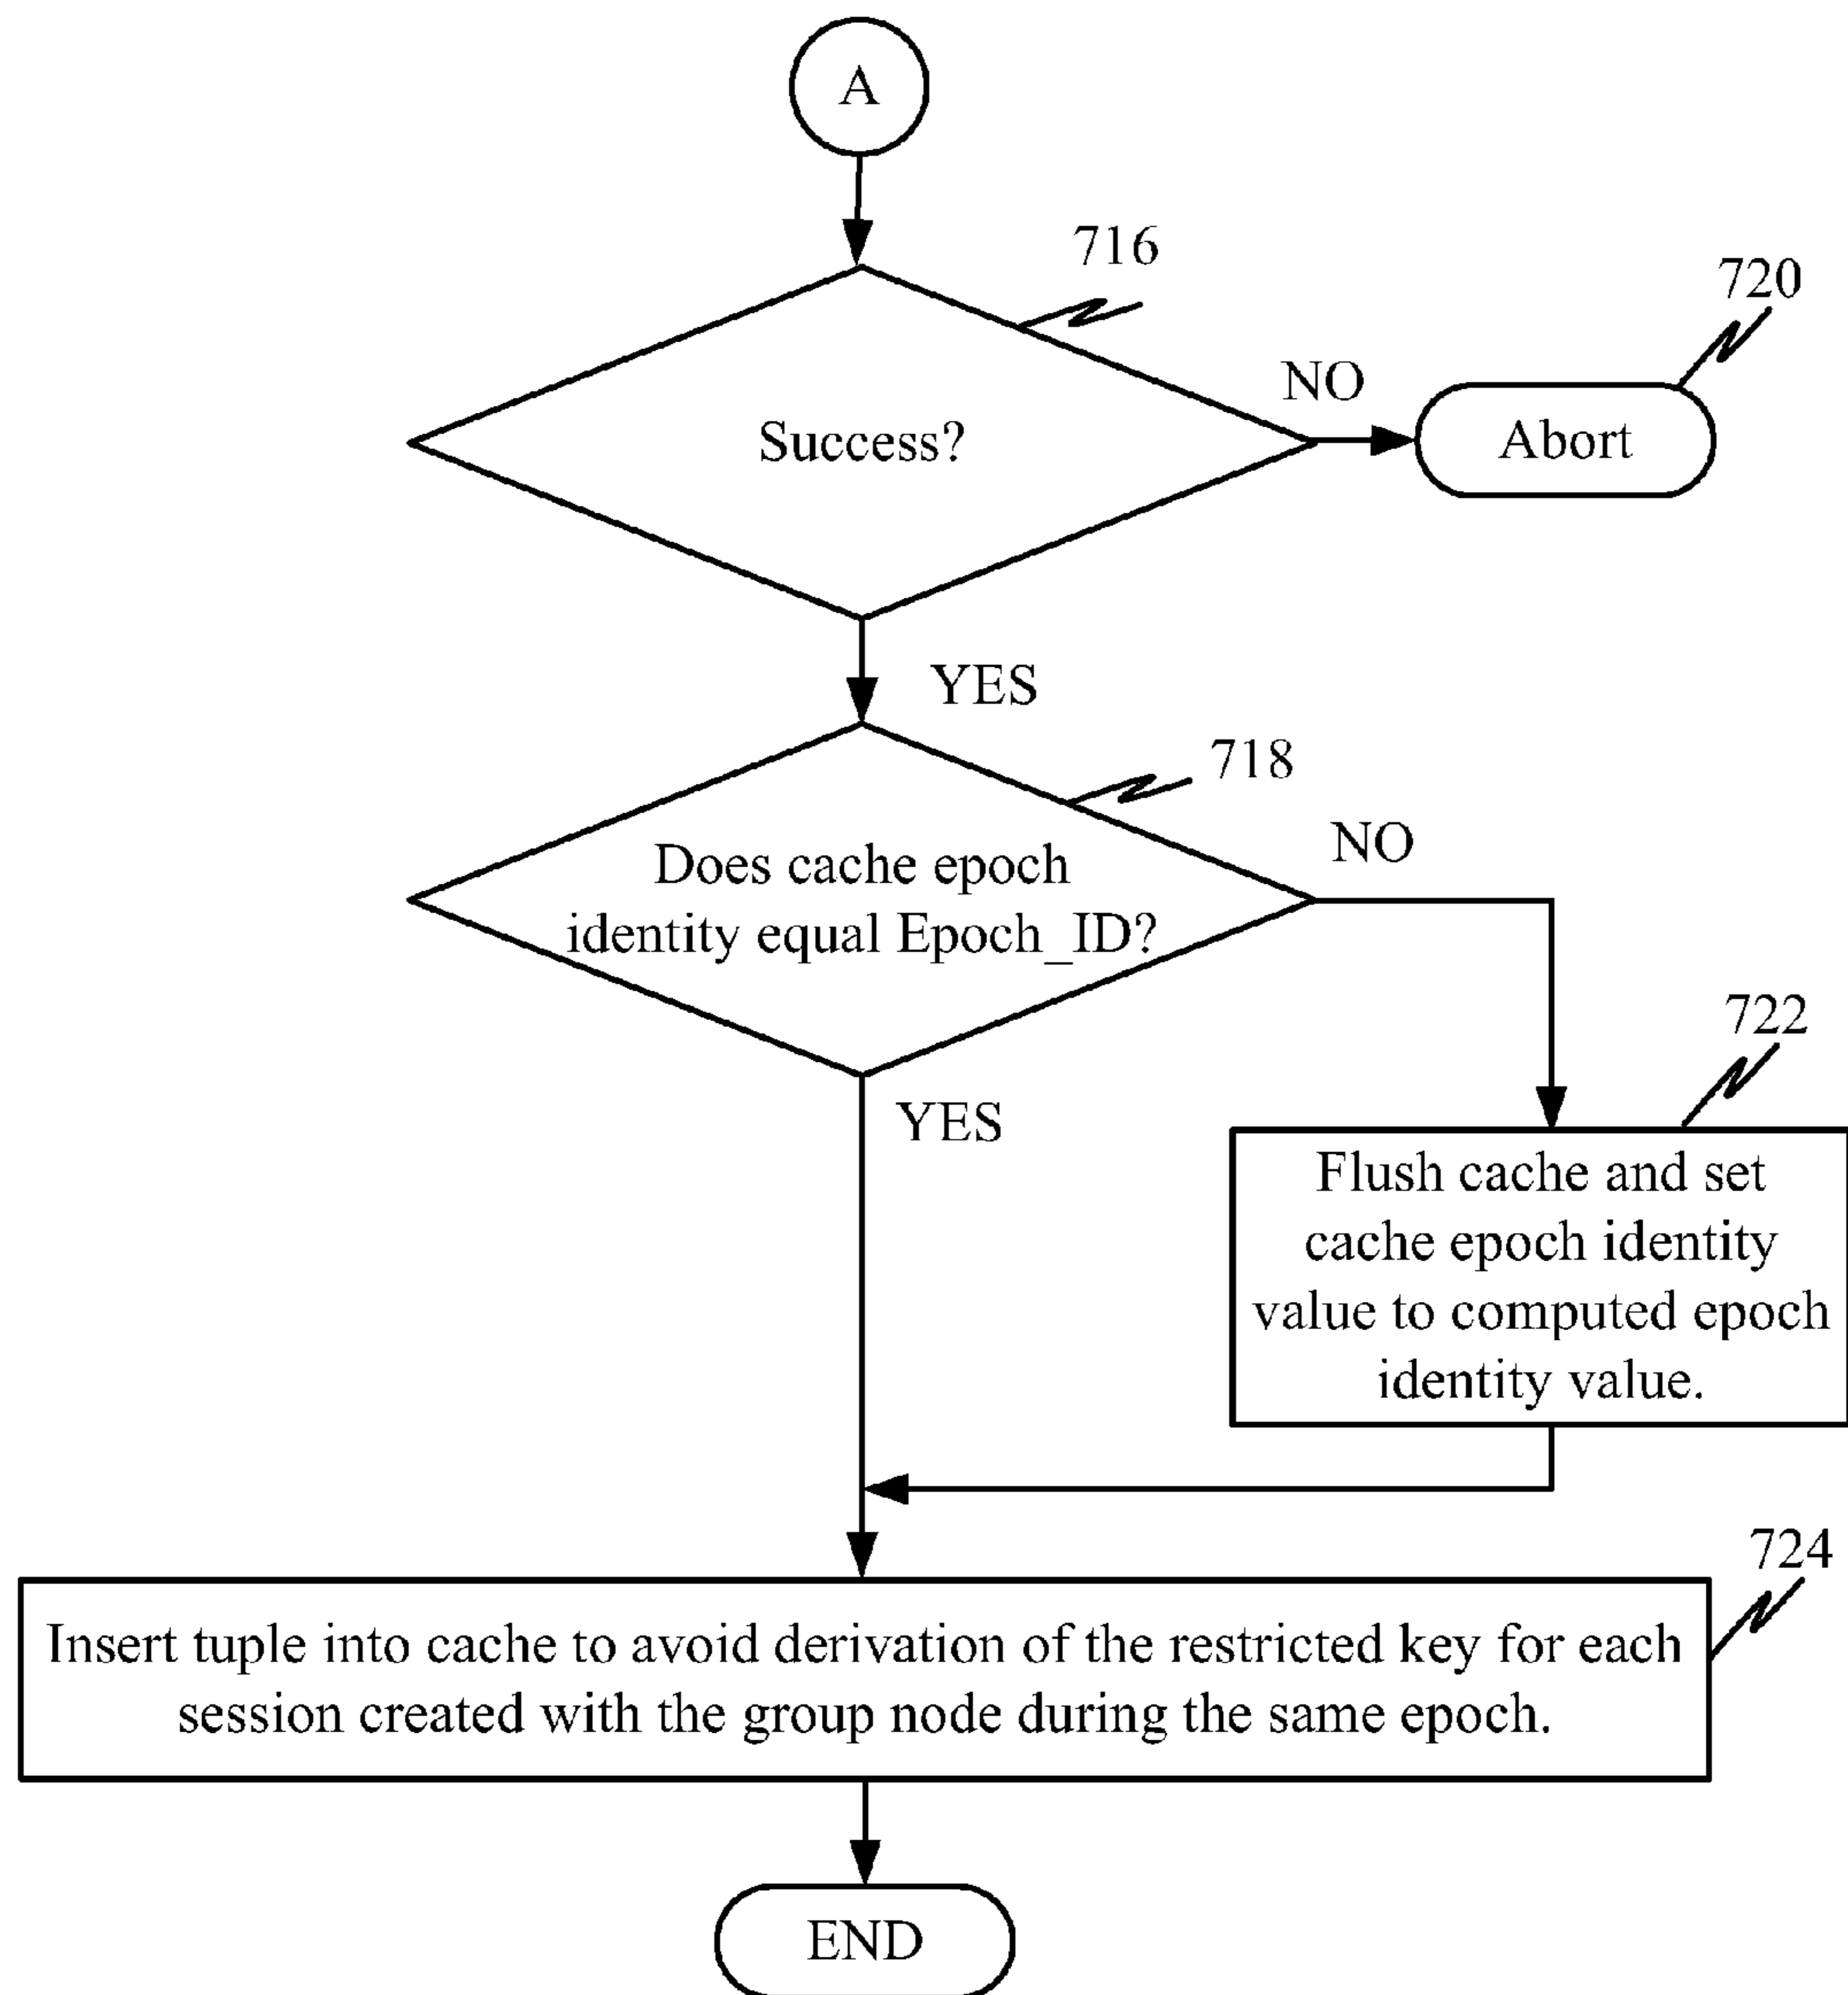 A
716
Success?
NO
720
Abort
YES
718
Does cache epoch
identity equal Epoch_ID?
NO
YES
722
Flush cache and set
cache epoch identity
value to computed epoch
identity value.
724
Insert tuple into cache to avoid derivation of the restricted key for each
session created with the group node during the same epoch.
END